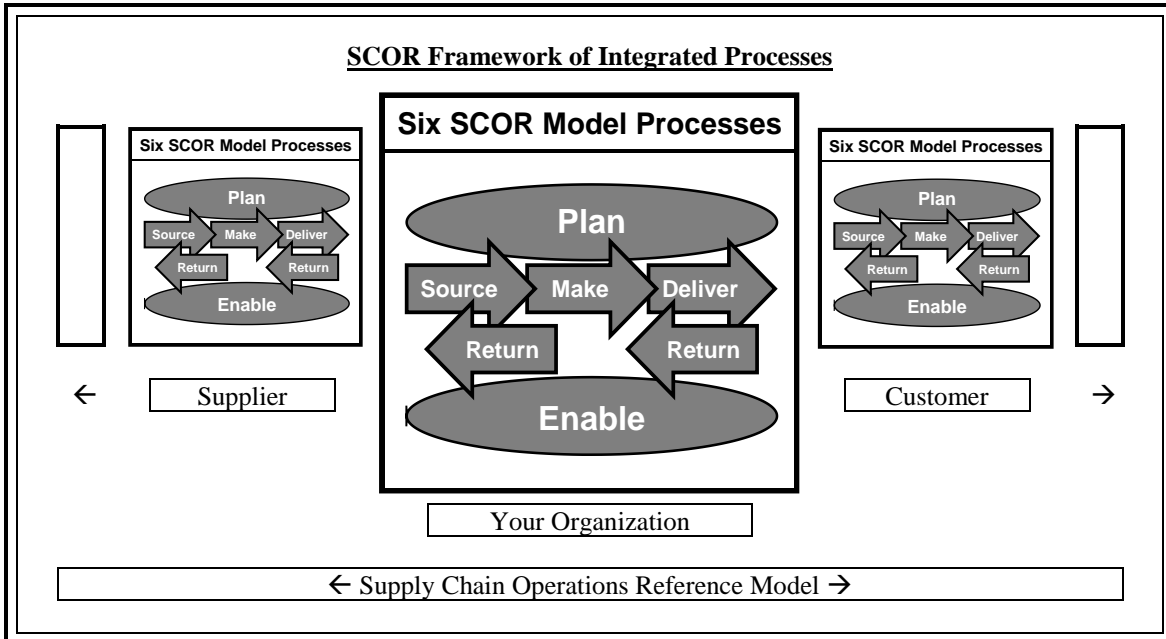 SCOR Framework of Integrated Processes
Six SCOR Model Processes
Plan
Source Make Deliver
Return Return
Enable
Six SCOR Model Processes
Plan
Source Make Deliver
Return Return
Enable
Six SCOR Model Processes
Plan
Source Make Deliver
Return Return
Enable
← Supplier
Customer →
Your Organization
← Supply Chain Operations Reference Model →